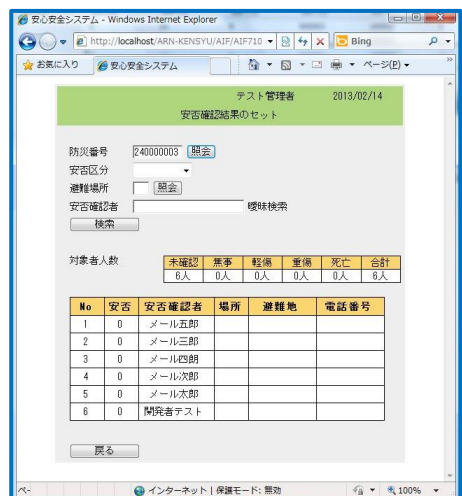 安心安全システム - Windows Internet Explorer
http://localhost/ARN-KENSYU/AIF/AIF710
Bing
お気に入り
安心安全システム
ページ(P)
テスト管理者 2013/02/14
安否確認結果のセット
防災番号 240000003 照会
安否区分
避難場所 照会
安否確認者 曖昧検索
検索
対象者人数
未確認 無事 軽傷 重傷 死亡 合計
6人 0人 0人 0人 0人 6人
No 安否 安否確認者 場所 避難地 電話番号
1 0 メール五郎
2 0 メール三郎
3 0 メール四朗
4 0 メール次郎
5 0 メール太郎
6 0 開発者テスト
戻る
ペー
インターネット | 保護モード: 無効
100%